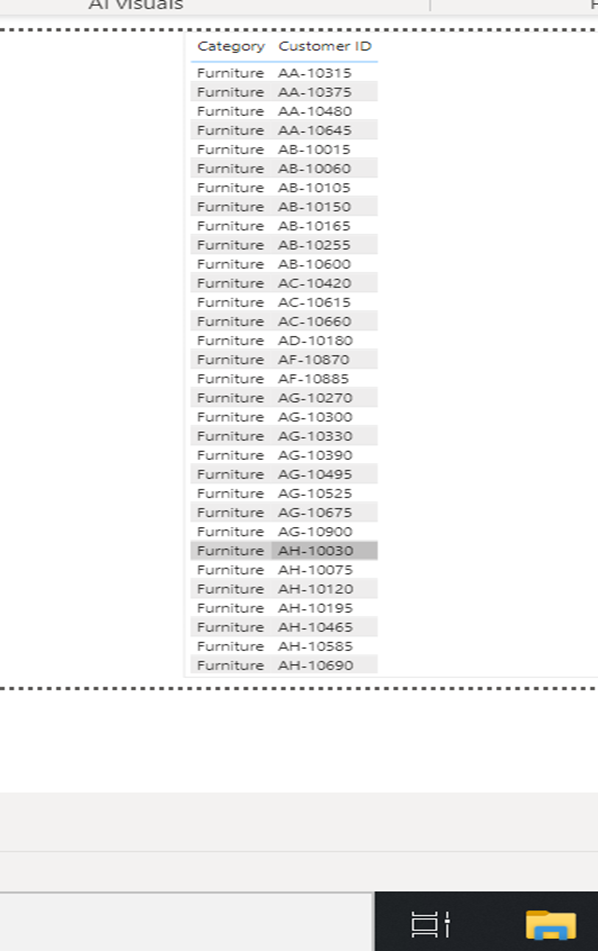 AI visuals
Category Customer ID
Furniture AA-10315
Furniture AA-10375
Furniture AA-10480
Furniture AA-10645
Furniture AB-10015
Furniture AB-10060
Furniture AB-10105
Furniture AB-10150
Furniture AB-10165
Furniture AB-10255
Furniture AB-10600
Furniture AC-10420
Furniture AC-10615
Furniture AC-10660
Furniture AD-10180
Furniture AF-10870
Furniture AF-10885
Furniture AG-10270
Furniture AG-10300
Furniture AG-10330
Furniture AG-10390
Furniture AG-10495
Furniture AG-10525
Furniture AG-10675
Furniture AG-10900
Furniture AH-10030
Furniture AH-10075
Furniture AH-10120
Furniture AH-10195
Furniture AH-10465
Furniture AH-10585
Furniture AH-10690